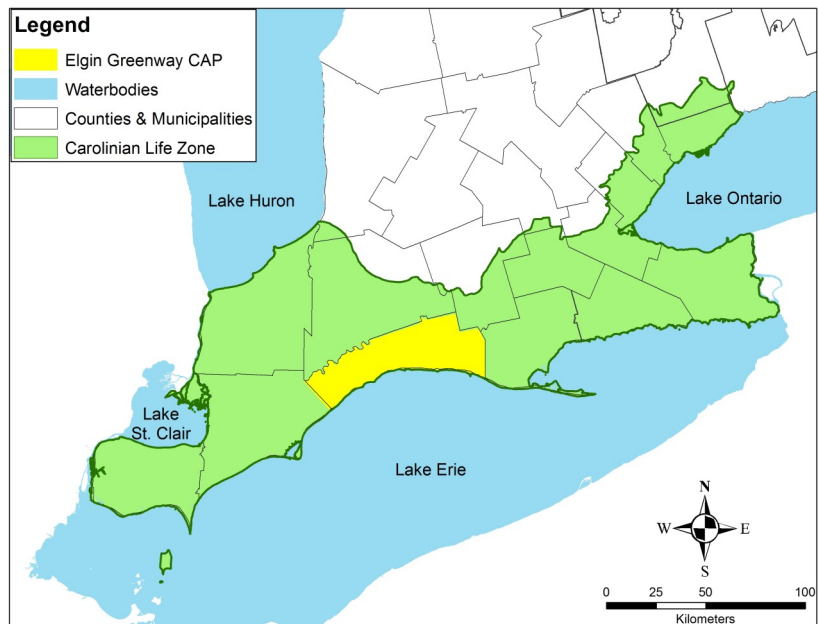 Legend
Elgin Greenway CAP
Waterbodies
Counties & Municipalities
Carolinian Life Zone
Lake Huron
Lake Ontario
Lake
St. Clair
Lake Erie
N
W E
S
0 25 50 100
Kilometers